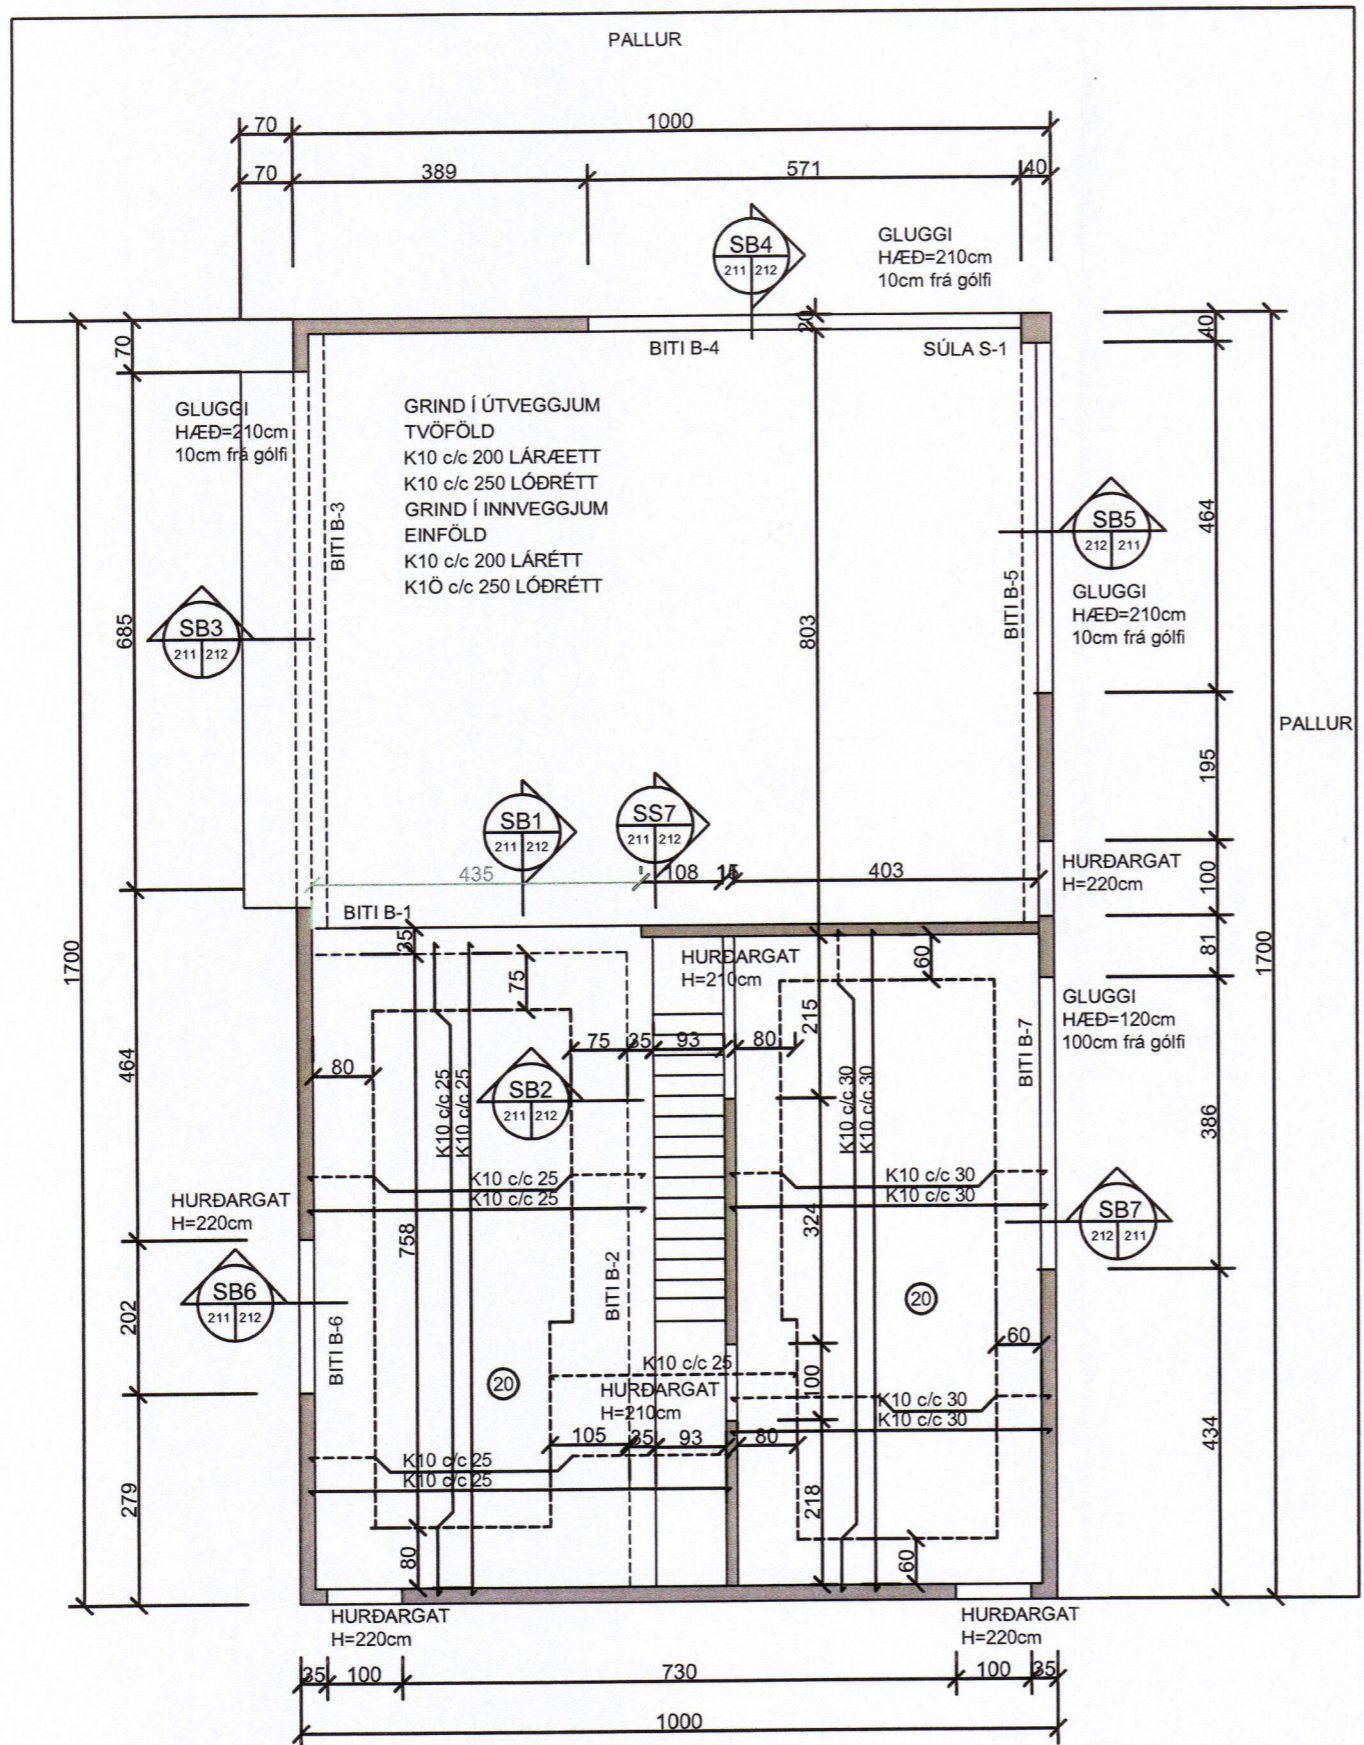 PALLUR
70
1000
70
389
571
40
SB4
211 212
GLUGGI
HÆÐ=210cm
10cm frá gólfi
20
40
70
BITI B-4
SÚLA S-1
GLUGGI
HÆÐ=210cm
10cm frá gólfi
GRIND Í ÚTVEGGJUM
TVÖFÖLD
K10 c/c 200 LÁRÆETT
K10 c/c 250 LÓÐRÉTT
GRIND Í INNVEGGJUM
EINFÖLD
K10 c/c 200 LÁRÉTT
K1Ö c/c 250 LÓÐRÉTT
BITI B-3
464
SB5
212 211
GLUGGI
HÆÐ=210cm
10cm frá gólfi
BITI B-5
685
SB3
211 212
803
PALLUR
195
SB1
211 212
SS7
211 212
435
108
15
403
HURÐARGAT
H=220cm
100
BITI B-1
35
1700
75
HURÐARGAT
H=210cm
60
81
1700
GLUGGI
HÆÐ=120cm
100cm frá gólfi
BITI B-7
215
464
80
75
35
93
80
K10 c/c 25
K10 c/c 25
SB2
211 212
K10 c/c 30
K10 c/c 30
386
K10 c/c 25
K10 c/c 25
K10 c/c 30
K10 c/c 30
HURÐARGAT
H=220cm
758
324
SB7
212 211
SB6
211 212
202
BITI B-2
BITI B-6
20
60
K10 c/c 25
20
HURÐARGAT
H=210cm
100
K10 c/c 30
K10 c/c 30
105
35
93
80
434
K10 c/c 25
K10 c/c 25
279
218
80
60
HURÐARGAT
H=220cm
HURÐARGAT
H=220cm
35
100
730
100
35
1000